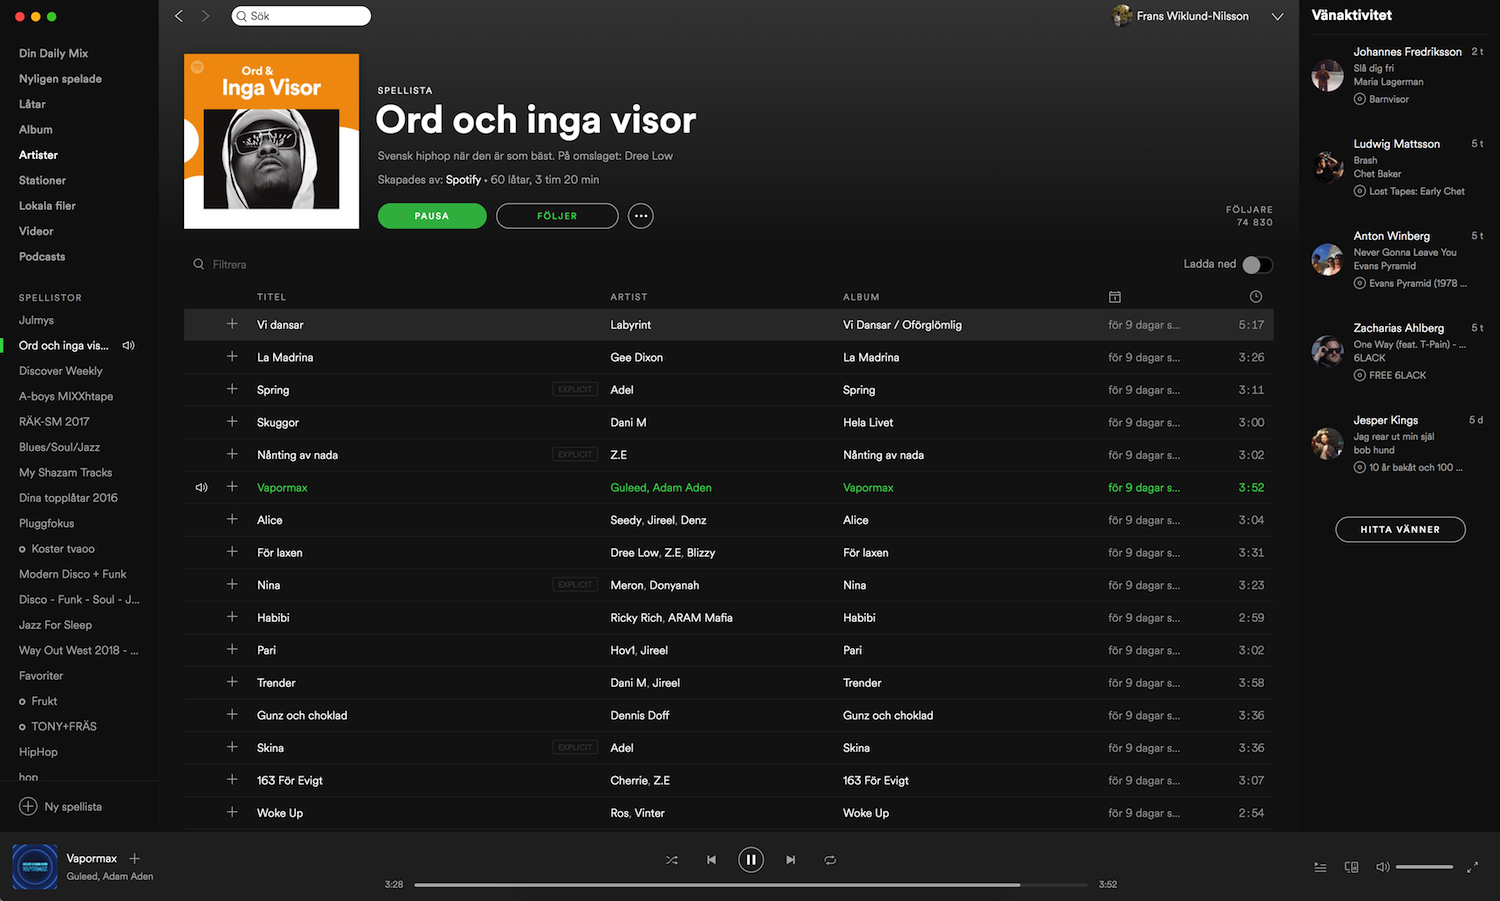 Din Daily Mix
Nyligen spelade
Låtar
Album
Artister
Stationer
Lokala filer
Videor
Podcasts
SPELLISTOR
Julmys
Ord och inga vis...
Discover Weekly
A-boys MIXXhtape
RÄK-SM 2017
Blues/Soul/Jazz
My Shazam Tracks
Dina topplåtar 2016
Pluggfokus
Koster tvaoo
Modern Disco + Funk
Disco - Funk - Soul - J...
Jazz For Sleep
Way Out West 2018 - ...
Favoriter
Frukt
TONY+FRÄS
HipHop
hop
Ny spellista
Sök
Frans Wiklund-Nilsson
Ord &
Inga Visor
SPELLISTA
Ord och inga visor
Svensk hiphop när den är som bäst. På omslaget: Dree Low
Skapades av: Spotify • 60 låtar, 3 tim 20 min
PAUSA FÖLJER
FÖLJARE
74 830
Filtrera
Ladda ned
TITEL ARTIST ALBUM
Vi dansar Labyrint Vi Dansar / Oförglömlig för 9 dagar s... 5:17
La Madrina Gee Dixon La Madrina för 9 dagar s... 3:26
Spring EXPLICIT Adel Spring för 9 dagar s... 3:11
Skuggor Dani M Hela Livet för 9 dagar s... 3:00
Nånting av nada EXPLICIT Z.E Nånting av nada för 9 dagar s... 3:02
Vapormax Guleed, Adam Aden Vapormax för 9 dagar s... 3:52
Alice Seedy, Jireel, Denz Alice för 9 dagar s... 3:04
För laxen Dree Low, Z.E, Blizzy För laxen för 9 dagar s... 3:31
Nina EXPLICIT Meron, Donyanah Nina för 9 dagar s... 3:23
Habibi Ricky Rich, ARAM Mafia Habibi för 9 dagar s... 2:59
Pari Hov1, Jireel Pari för 9 dagar s... 3:02
Trender Dani M, Jireel Trender för 9 dagar s... 3:58
Gunz och choklad Dennis Doff Gunz och choklad för 9 dagar s... 3:36
Skina EXPLICIT Adel Skina för 9 dagar s... 3:36
163 För Evigt Cherrie, Z.E 163 För Evigt för 9 dagar s... 3:07
Woke Up Ros, Vinter Woke Up för 9 dagar s... 2:54
Vänaktivitet
Johannes Fredriksson 2 t
Slå dig fri
Maria Lagerman
Barnvisor
Ludwig Mattsson 5 t
Brash
Chet Baker
Lost Tapes: Early Chet
Anton Winberg 5 t
Never Gonna Leave You
Evans Pyramid
Evans Pyramid (1978 ...
Zacharias Ahlberg 5 t
One Way (feat. T-Pain) - ...
6LACK
FREE 6LACK
Jesper Kings 5 d
Jag rear ut min själ
bob hund
10 år bakåt och 100 ...
HITTA VÄNNER
VAPORMAX
Vapormax
Guleed, Adam Aden
3:28
3:52